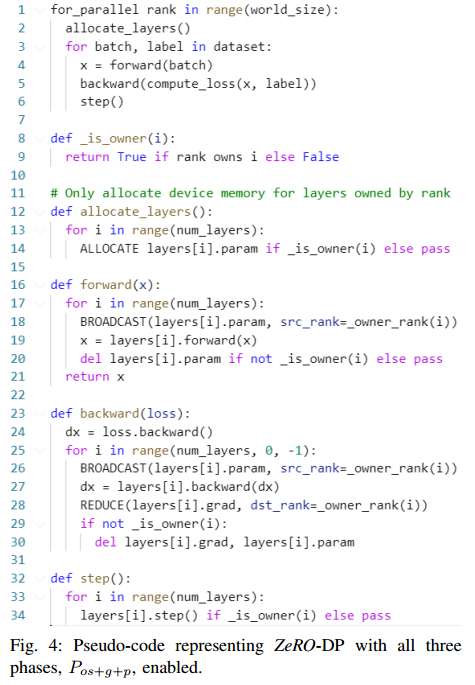 1 for_parallel rank in range(world_size):
2 allocate_layers()
3 for batch, label in dataset:
4 x = forward(batch)
5 backward(compute_loss(x, label))
6 step()
7
8 def _is_owner(i):
9 return True if rank owns i else False
10
11 # Only allocate device memory for layers owned by rank
12 def allocate_layers():
13 for i in range(num_layers):
14 ALLOCATE layers[i].param if _is_owner(i) else pass
15
16 def forward(x):
17 for i in range(num_layers):
18 BROADCAST(layers[i].param, src_rank=_owner_rank(i))
19 x = layers[i].forward(x)
20 del layers[i].param if not _is_owner(i) else pass
21 return x
22
23 def backward(loss):
24 dx = loss.backward()
25 for i in range(num_layers, 0, -1):
26 BROADCAST(layers[i].param, src_rank=_owner_rank(i))
27 dx = layers[i].backward(dx)
28 REDUCE(layers[i].grad, dst_rank=_owner_rank(i))
29 if not _is_owner(i):
30 del layers[i].grad, layers[i].param
31
32 def step():
33 for i in range(num_layers):
34 layers[i].step() if _is_owner(i) else pass
Fig. 4: Pseudo-code representing ZeRO-DP with all three
phases, P_{os+g+p}, enabled.